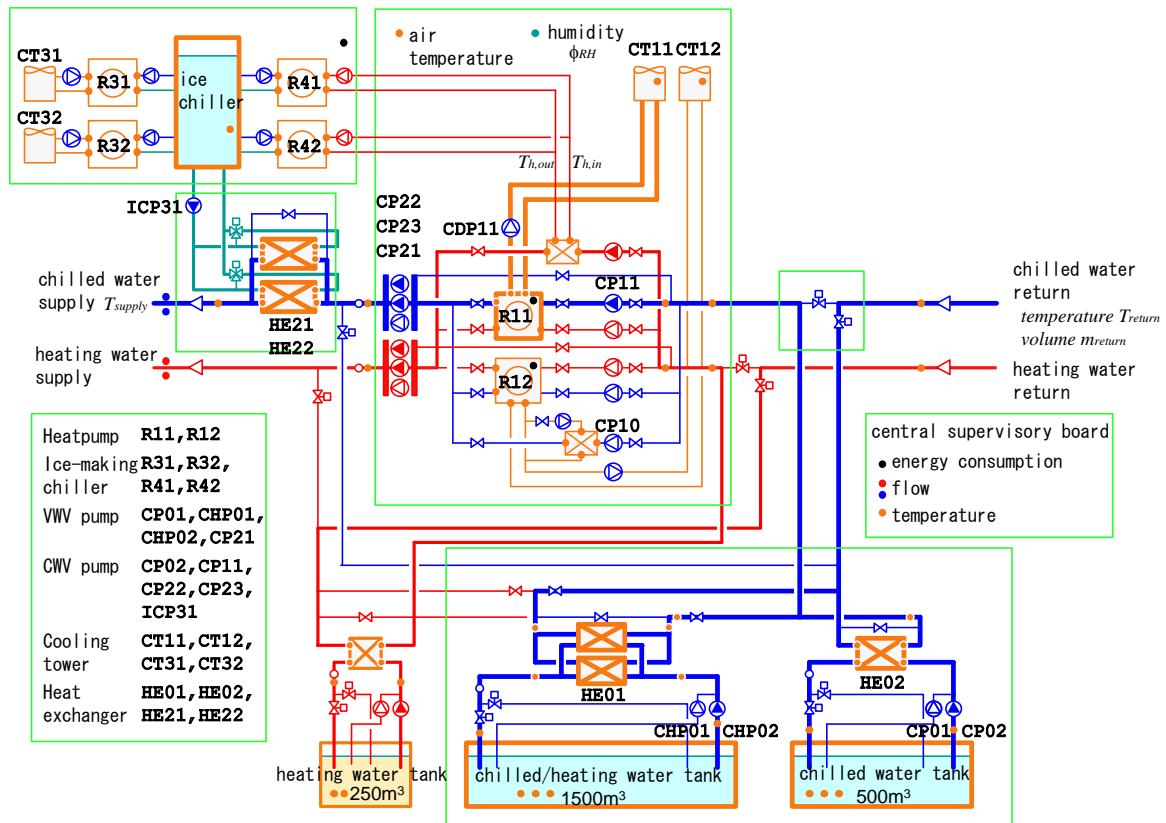 CT31
R31
ice
chiller
R41
CT32
R32
R42
air
temperature
humidity
ϕRH
CT11 CT12
Th,out
Th,in
ICP31
CP22
CP23
CP21
CDP11
chilled water
supply Tsupply
HE21
HE22
R11
CP11
chilled water
return
temperature Treturn
volume mreturn
heating water
supply
R12
CP10
heating water
return
Heatpump R11,R12
Ice-making R31,R32,
chiller R41,R42
VWV pump CP01,CHP01,
CHP02,CP21
CWV pump CP02,CP11,
CP22,CP23,
ICP31
Cooling CT11,CT12,
tower CT31,CT32
Heat HE01,HE02,
exchanger HE21,HE22
central supervisory board
energy consumption
flow
temperature
HE01
HE02
CHP01 CHP02
CP01 CP02
heating water tank
250m³
chilled/heating water tank
1500m³
chilled water tank
500m³